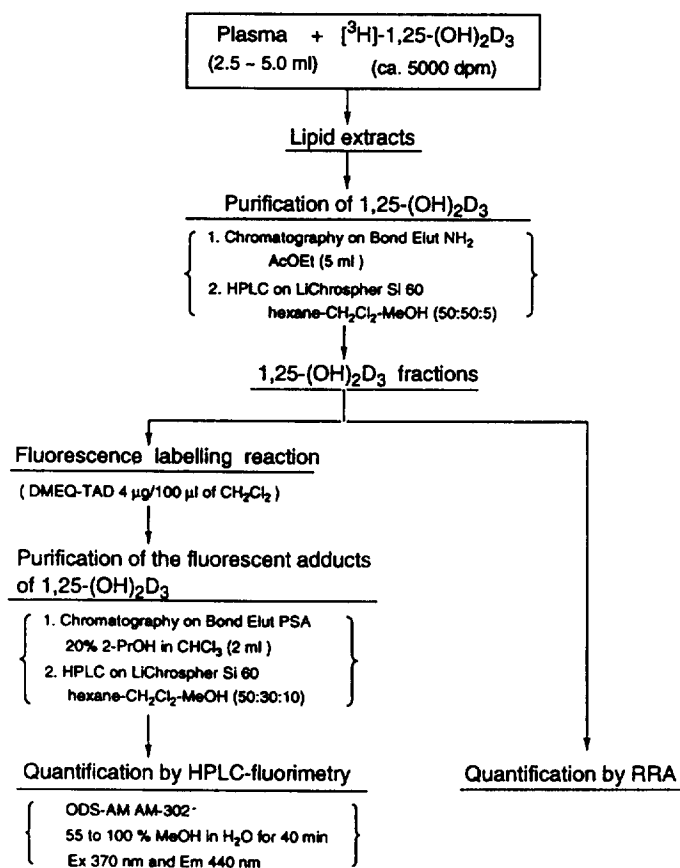 Plasma + [³H]-1,25-(OH)₂D₃
(2.5 ~ 5.0 ml) (ca. 5000 dpm)
Lipid extracts
Purification of 1,25-(OH)₂D₃
1. Chromatography on Bond Elut NH₂
AcOEt (5 ml )
2. HPLC on LiChrospher Si 60
hexane-CH₂Cl₂-MeOH (50:50:5)
1,25-(OH)₂D₃ fractions
Fluorescence labelling reaction
( DMEQ-TAD 4 µg/100 µl of CH₂Cl₂ )
Purification of the fluorescent adducts
of 1,25-(OH)₂D₃
1. Chromatography on Bond Elut PSA
20% 2-PrOH in CHCl₃ (2 ml )
2. HPLC on LiChrospher Si 60
hexane-CH₂Cl₂-MeOH (50:30:10)
Quantification by HPLC-fluorimetry
Quantification by RRA
ODS-AM AM-302
55 to 100 % MeOH in H₂O for 40 min
Ex 370 nm and Em 440 nm